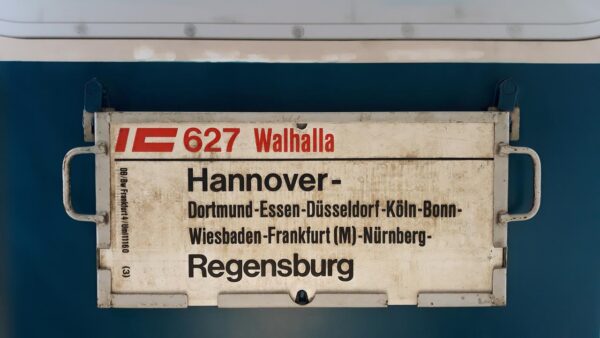 IC 627 Walhalla
Hannover-
Dortmund-Essen-Düsseldorf-Köln-Bonn-
Wiesbaden-Frankfurt (M)-Nürnberg-
Regensburg
(3)